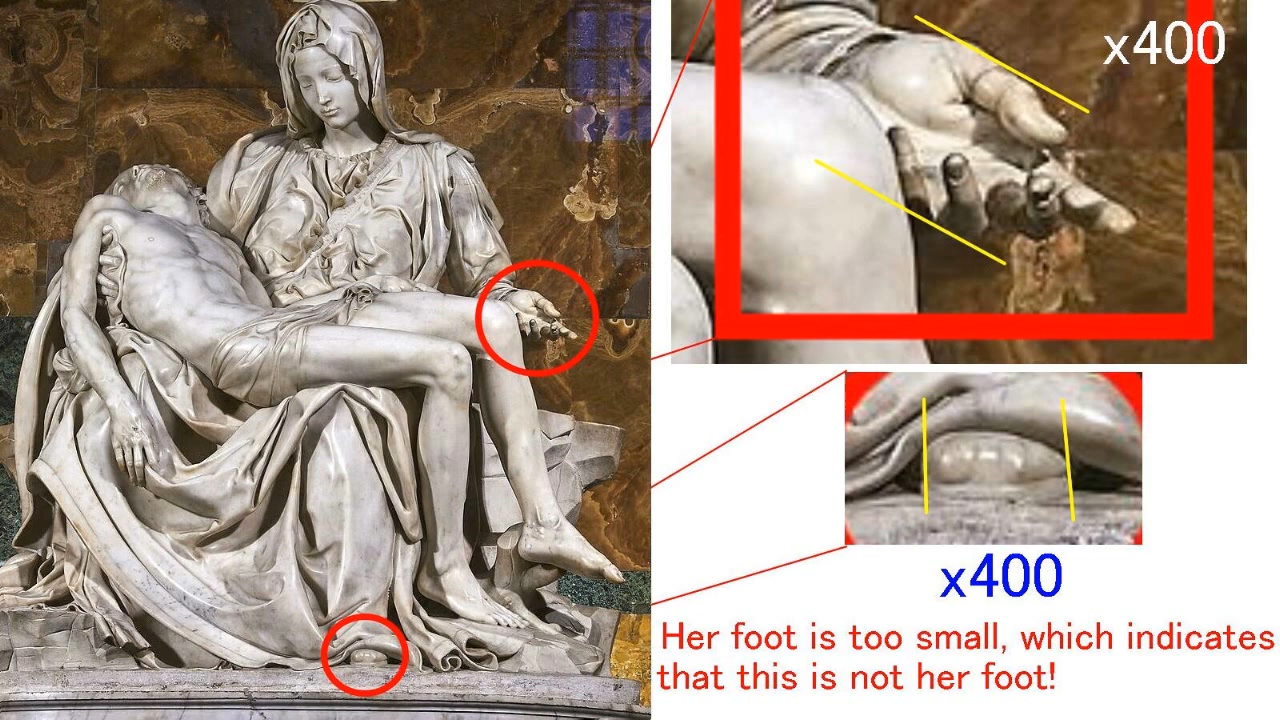 x400
x400
Her foot is too small, which indicates
that this is not her foot!